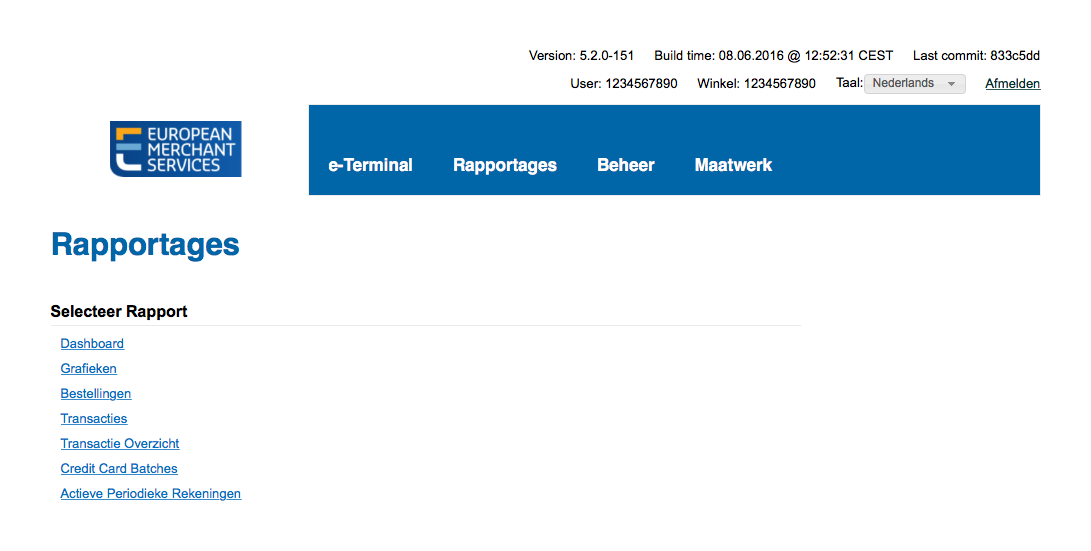 Version: 5.2.0-151 Build time: 08.06.2016 @ 12:52:31 CEST Last commit: 833c5dd
User: 1234567890 Winkel: 1234567890 Taal: Nederlands Afmelden
EUROPEAN
MERCHANT
SERVICES
e-Terminal Rapportages Beheer Maatwerk
Rapportages
Selecteer Rapport
Dashboard
Grafieken
Bestellingen
Transacties
Transactie Overzicht
Credit Card Batches
Actieve Periodieke Rekeningen